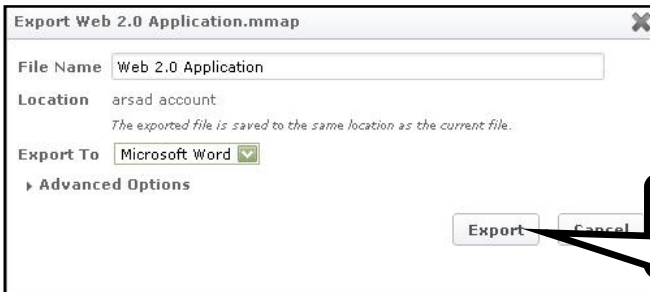 Export Web 2.0 Application.mmap
File Name Web 2.0 Application
Location arsad account
The exported file is saved to the same location as the current file.
Export To Microsoft Word
Advanced Options
Export Cancel